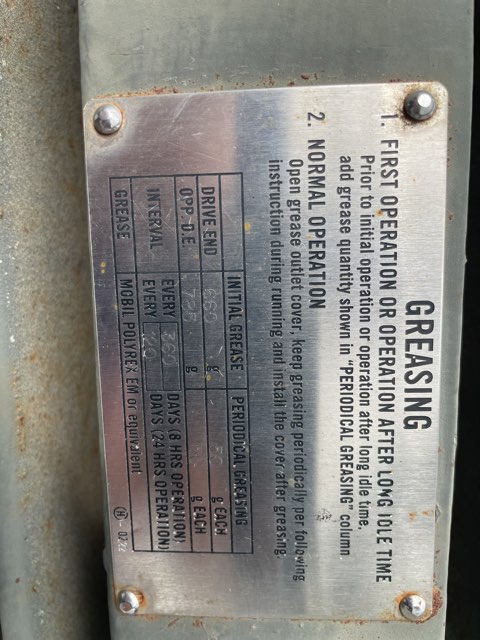 GREASING
1. FIRST OPERATION OR OPERATION AFTER LONG IDLE TIME
Prior to initial operation or operation after long idle time,
add grease quantity shown in "PERIODICAL GREASING" column.
2. NORMAL OPERATION
Open grease outlet cover, keep greasing periodically per following
instruction during running and install the cover after greasing.
INITIAL GREASE PERIODICAL GREASING
DRIVE END g g EACH
OPP-D.E. g g EACH
INTERVAL EVERY DAYS (8 HRS OPERATION)
EVERY DAYS (24 HRS OPERATION)
GREASE MOBIL POLYREX EM or equivalent